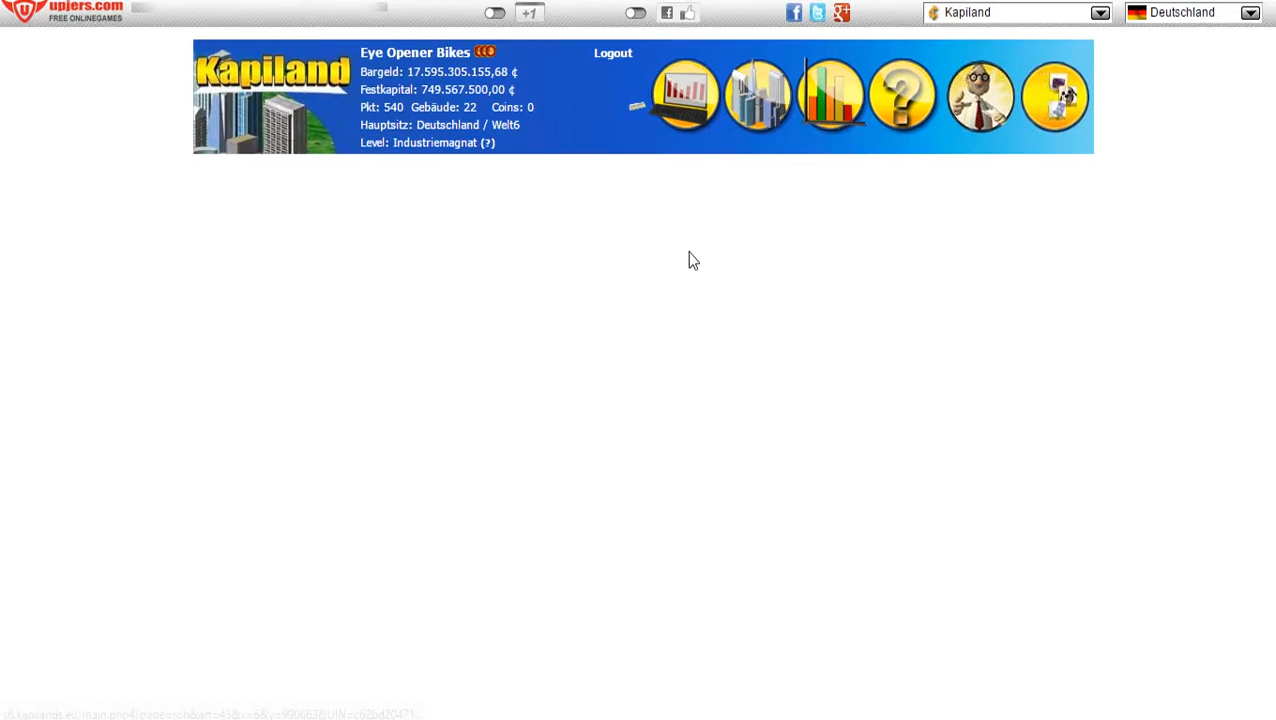 upjers.com
FREE ONLINEGAMES
+1
Kapiland
Deutschland
Kapiland
Eye Opener Bikes
Logout
Bargeld: 17.595.305.155,68 ¢
Festkapital: 749.567.500,00 ¢
Pkt: 540 Gebäude: 22 Coins: 0
Hauptsitz: Deutschland / Welt6
Level: Industriemagnat (?)